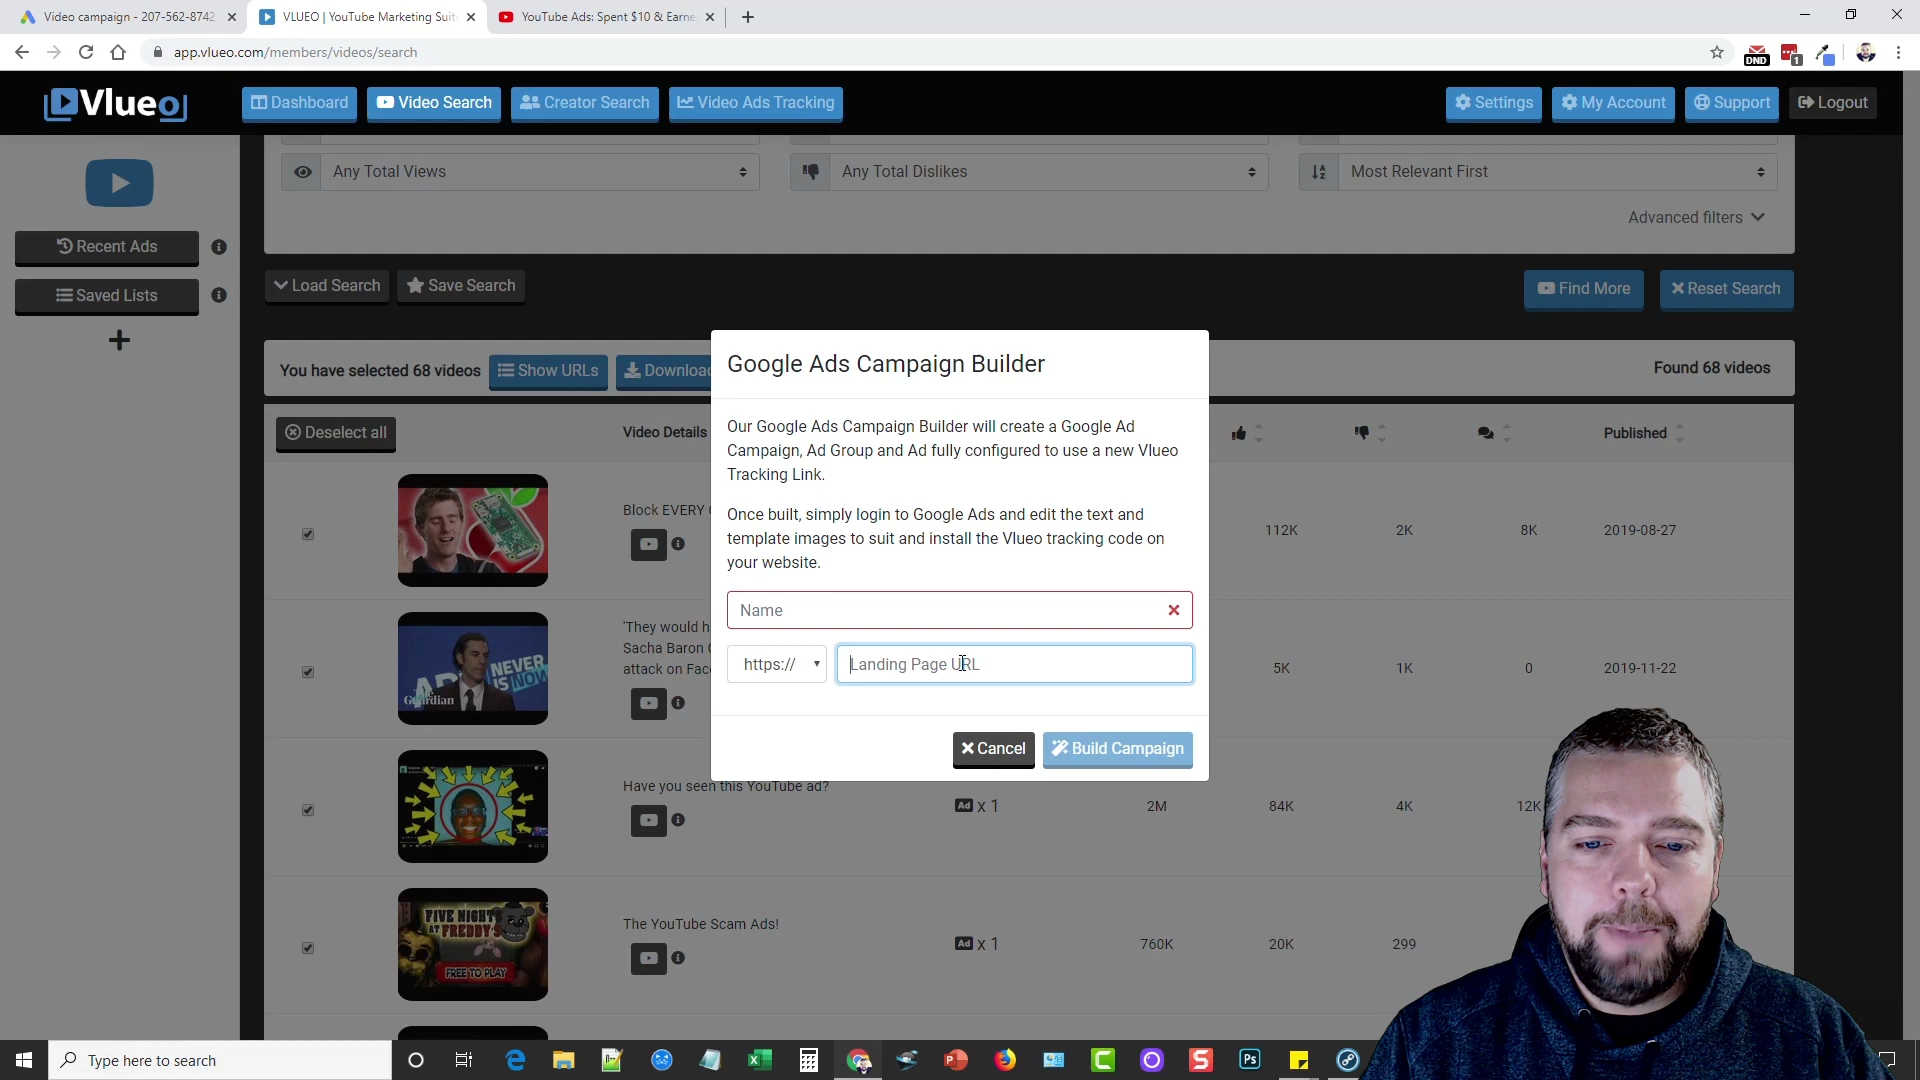 Video campaign - 207-562-8742
VLUEO | YouTube Marketing Suit
YouTube Ads: Spent $10 & Earne
app.vlueo.com/members/videos/search
DND
1
Vlueo
Dashboard
Video Search
Creator Search
Video Ads Tracking
Settings
My Account
Support
Logout
Any Total Views
Any Total Dislikes
Most Relevant First
Advanced filters
Recent Ads
Saved Lists
Load Search
Save Search
Find More
Reset Search
You have selected 68 videos
Show URLs
Download
Found 68 videos
Google Ads Campaign Builder
Our Google Ads Campaign Builder will create a Google Ad
Campaign, Ad Group and Ad fully configured to use a new Vlueo
Tracking Link.
Once built, simply login to Google Ads and edit the text and
template images to suit and install the Vlueo tracking code on
your website.
Name
https://
Landing Page URL
Cancel
Build Campaign
Deselect all
Video Details
Published
Block EVERY
112K
2K
8K
2019-08-27
'They would h
Sacha Baron
attack on Fac
NEVER
IS NOW
The
Guardian
5K
1K
0
2019-11-22
Have you seen this YouTube ad?
Ad x 1
2M
84K
4K
12K
FIVE NIGHTS
AT FREDDY'S
FREE TO PLAY
The YouTube Scam Ads!
Ad x 1
760K
20K
299
Type here to search
Ps